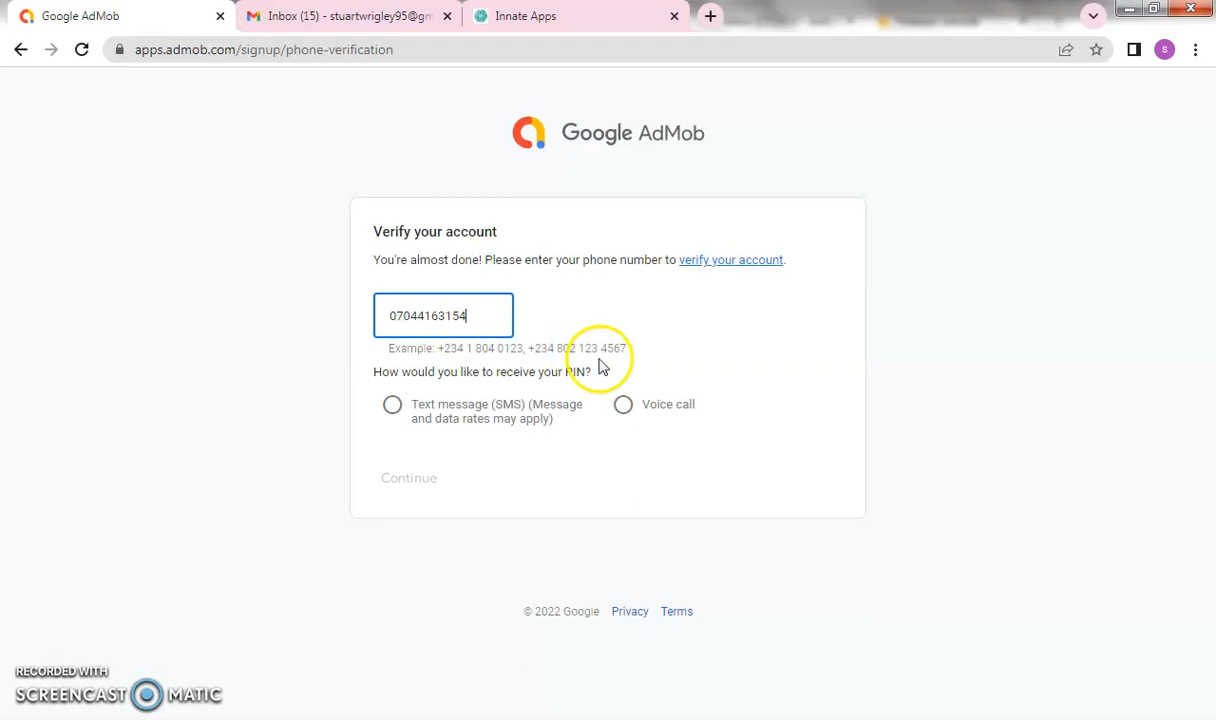 Google AdMob
Inbox (15) - stuartwrigley95@gm
Innate Apps
apps.admob.com/signup/phone-verification
S
Google AdMob
Verify your account
You're almost done! Please enter your phone number to verify your account.
07044163154
Example: +234 1 804 0123, +234 802 123 4567
How would you like to receive your PIN?
Text message (SMS) (Message
and data rates may apply)
Voice call
Continue
© 2022 Google Privacy Terms
RECORDED WITH
SCREENCAST MATIC